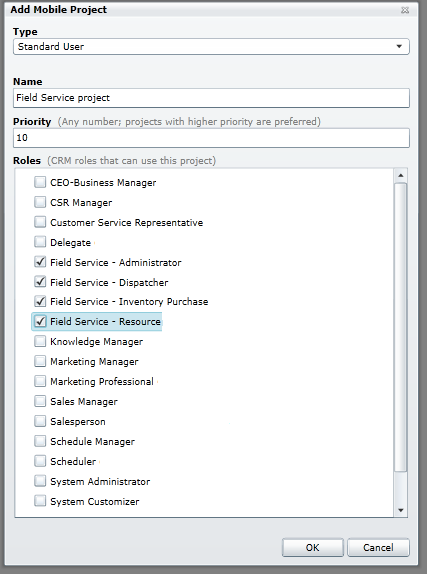 Add Mobile Project
Type
Standard User
Name
Field Service project
Priority (Any number; projects with higher priority are preferred)
10
Roles (CRM roles that can use this project)
CEO-Business Manager
CSR Manager
Customer Service Representative
Delegate
Field Service - Administrator
Field Service - Dispatcher
Field Service - Inventory Purchase
Field Service - Resource
Knowledge Manager
Marketing Manager
Marketing Professional
Sales Manager
Salesperson
Schedule Manager
Scheduler
System Administrator
System Customizer
OK Cancel